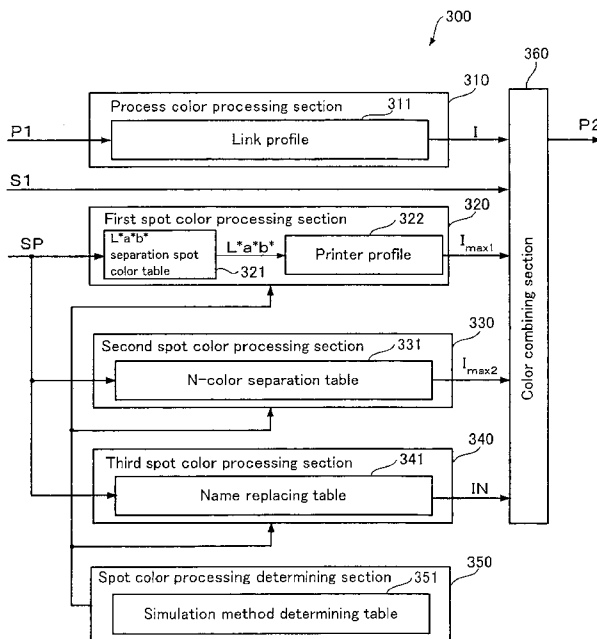 300
360
Process color processing section
311
310
Link profile
P1
I
P2
S1
First spot color processing section
322
320
SP
L*a*b*
separation spot
color table
321
L*a*b*
Printer profile
Imax1
Color combining section
Second spot color processing section
331
330
N-color separation table
Imax2
Third spot color processing section
341
340
Name replacing table
IN
Spot color processing determining section
351
350
Simulation method determining table